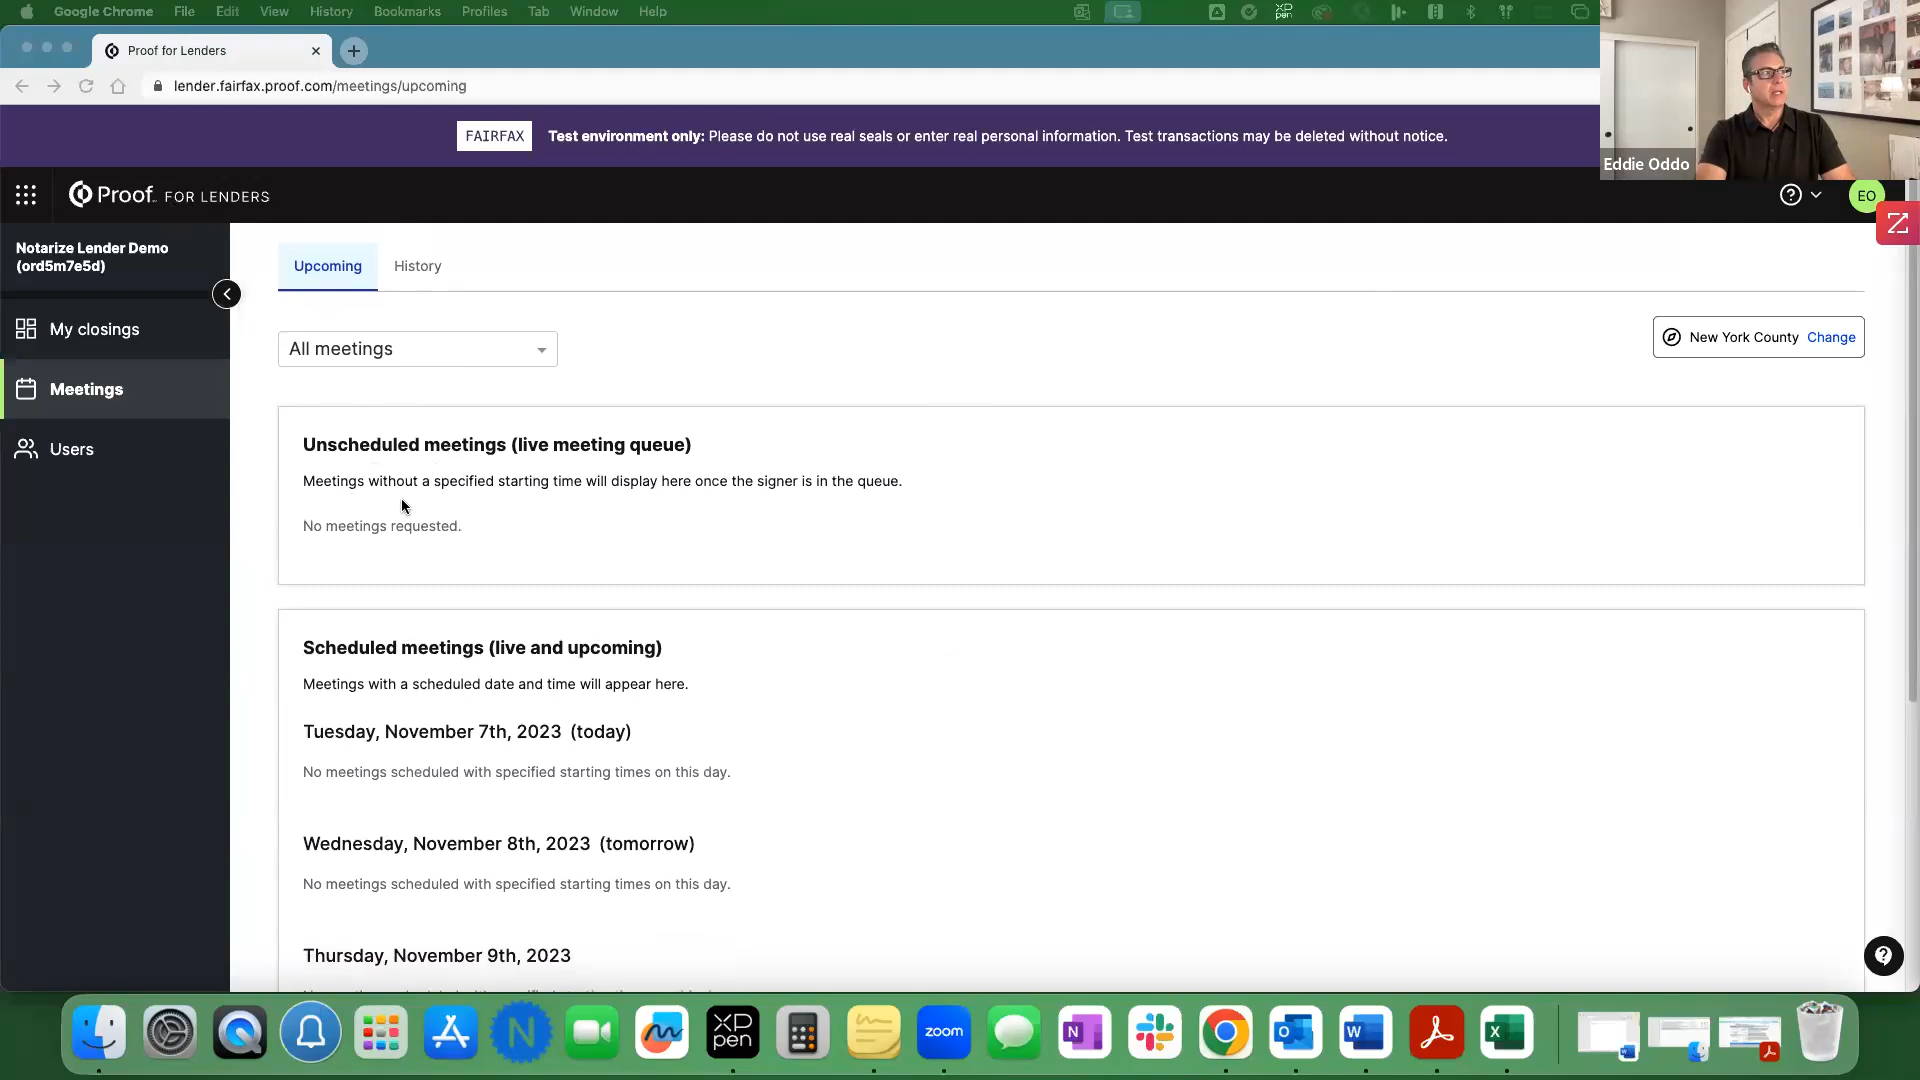 Google Chrome File Edit View History Bookmarks Profiles Tab Window Help
XP pen
Proof for Lenders
lender.fairfax.proof.com/meetings/upcoming
FAIRFAX Test environment only: Please do not use real seals or enter real personal information. Test transactions may be deleted without notice.
Eddie Oddo
Proof. FOR LENDERS
EO
Notarize Lender Demo
(ord5m7e5d)
Upcoming History
My closings
All meetings
New York County Change
Meetings
Unscheduled meetings (live meeting queue)
Users
Meetings without a specified starting time will display here once the signer is in the queue.
No meetings requested.
Scheduled meetings (live and upcoming)
Meetings with a scheduled date and time will appear here.
Tuesday, November 7th, 2023 (today)
No meetings scheduled with specified starting times on this day.
Wednesday, November 8th, 2023 (tomorrow)
No meetings scheduled with specified starting times on this day.
Thursday, November 9th, 2023
N
XP
pen
zoom
N
O
W
X